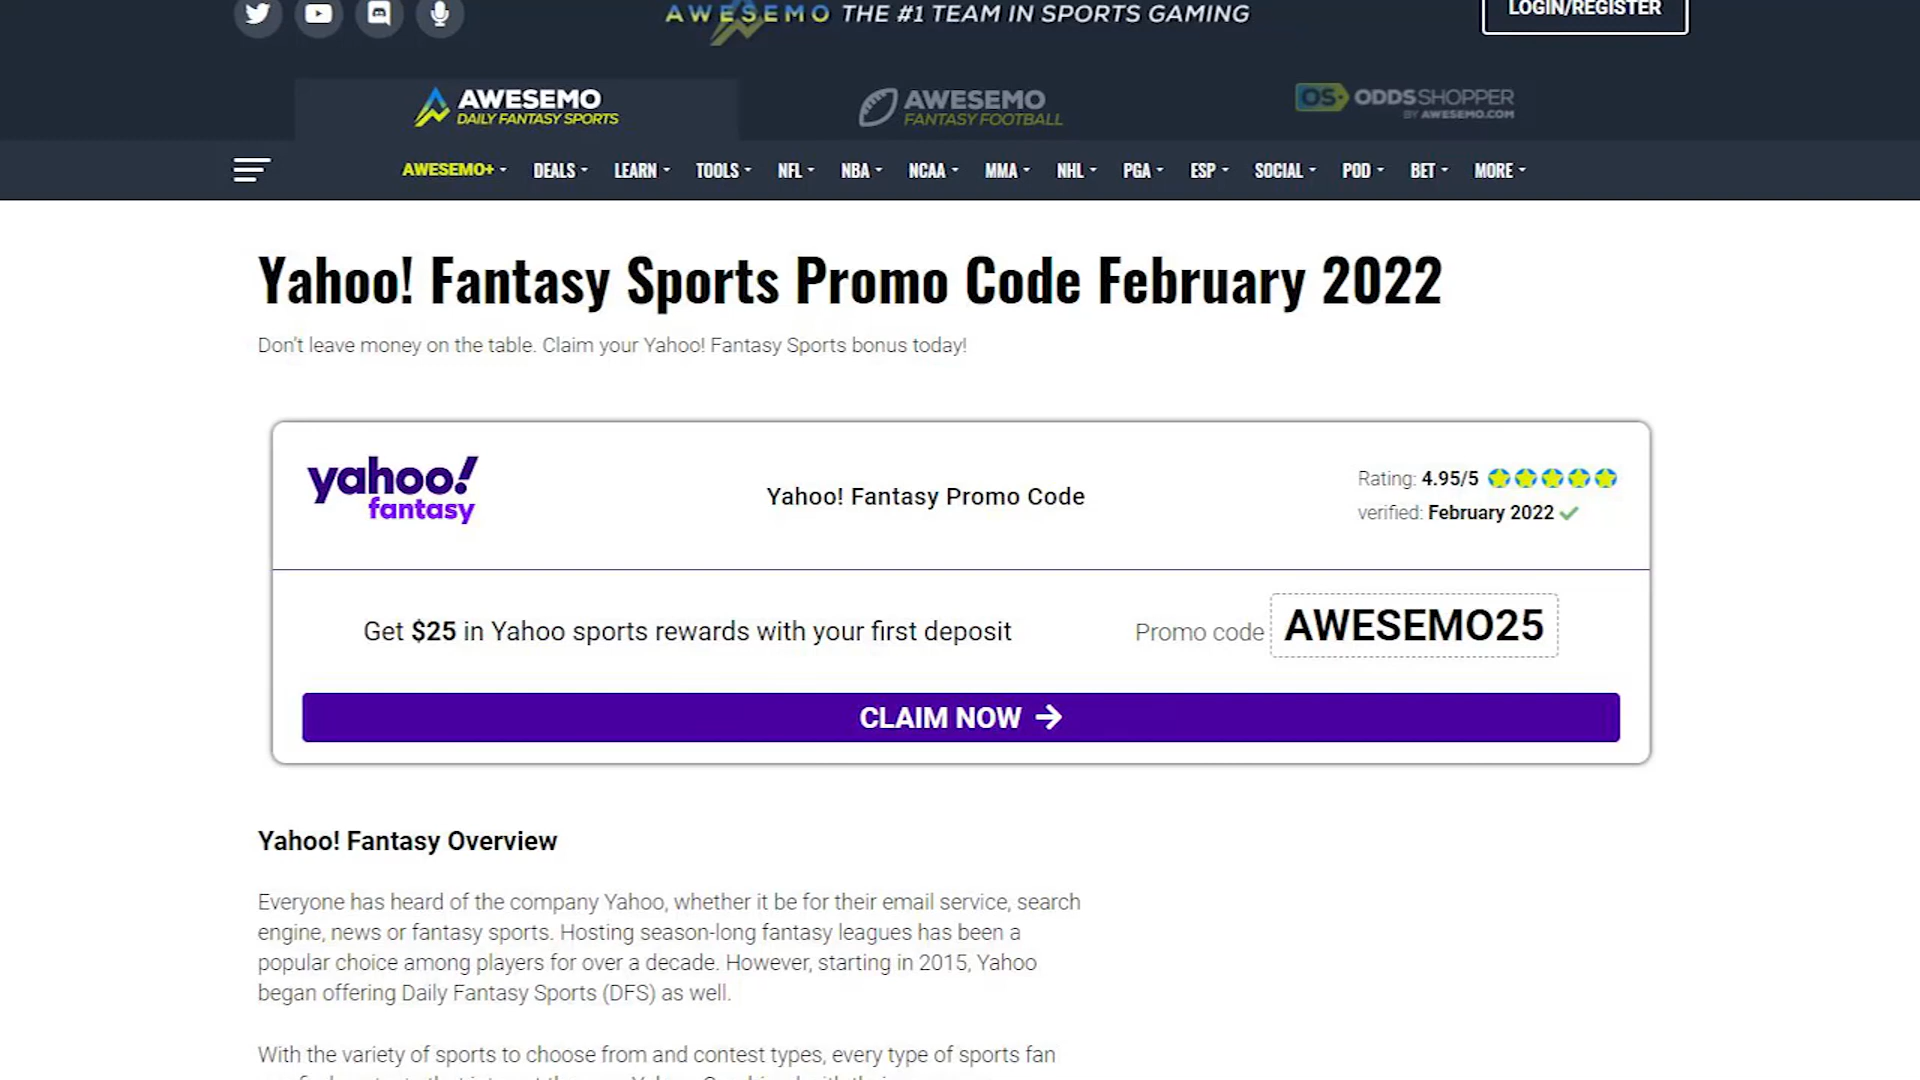 AWESEMO THE #1 TEAM IN SPORTS GAMING
LOGIN/REGISTER
AWESEMO
DAILY FANTASY SPORTS
AWESEMO
FANTASY FOOTBALL
OS ODDSSHOPPER
BY AWESEMO.COM
AWESEMO+ DEALS LEARN TOOLS NFL NBA NCAA MMA NHL PGA ESP SOCIAL POD BET MORE
Yahoo! Fantasy Sports Promo Code February 2022
Don't leave money on the table. Claim your Yahoo! Fantasy Sports bonus today!
yahoo!
fantasy
Yahoo! Fantasy Promo Code
Rating: 4.95/5
verified: February 2022
Get $25 in Yahoo sports rewards with your first deposit
Promo code AWESEMO25
CLAIM NOW
Yahoo! Fantasy Overview
Everyone has heard of the company Yahoo, whether it be for their email service, search
engine, news or fantasy sports. Hosting season-long fantasy leagues has been a
popular choice among players for over a decade. However, starting in 2015, Yahoo
began offering Daily Fantasy Sports (DFS) as well.
With the variety of sports to choose from and contest types, every type of sports fan